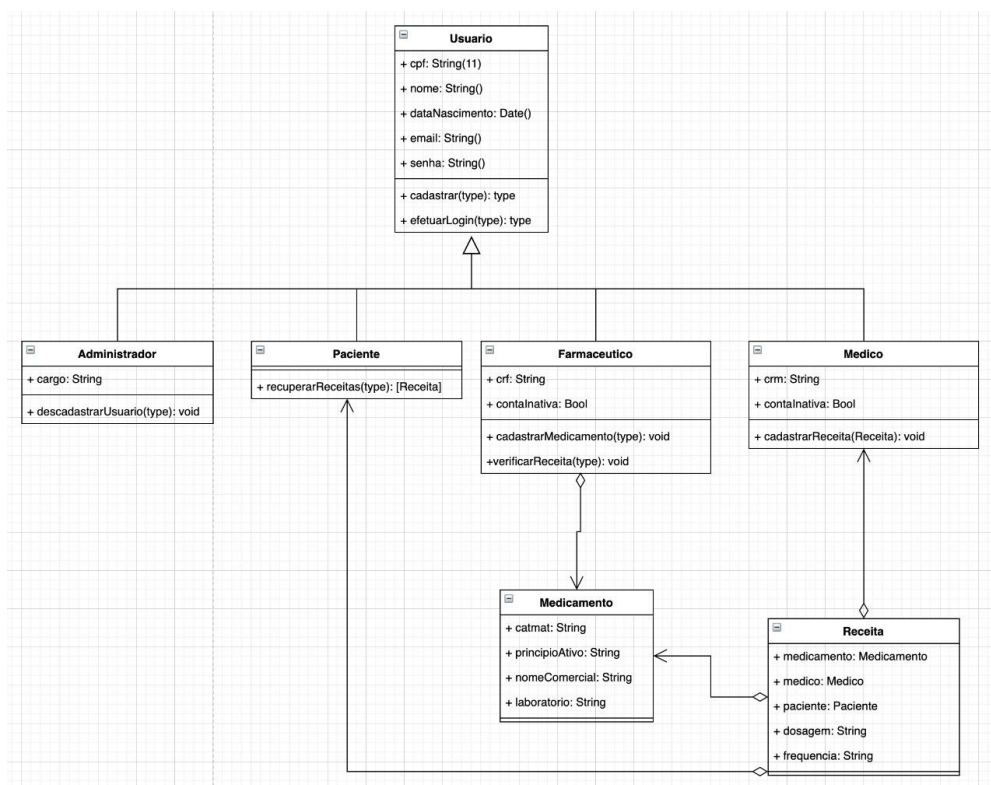 Usuario
+ cpf: String(11)
+ nome: String()
+ dataNascimento: Date()
+ email: String()
+ senha: String()
+ cadastrar(type): type
+ efetuarLogin(type): type
Administrador
+ cargo: String
+ descadastrarUsuario(type): void
Paciente
+ recuperarReceitas(type): [Receita]
Farmaceutico
+ crf: String
+ contaInativa: Bool
+ cadastrarMedicamento(type): void
+verificarReceita(type): void
Medico
+ crm: String
+ contaInativa: Bool
+ cadastrarReceita(Receita): void
Medicamento
+ catmat: String
+ principioAtivo: String
+ nomeComercial: String
+ laboratorio: String
Receita
+ medicamento: Medicamento
+ medico: Medico
+ paciente: Paciente
+ dosagem: String
+ frequencia: String